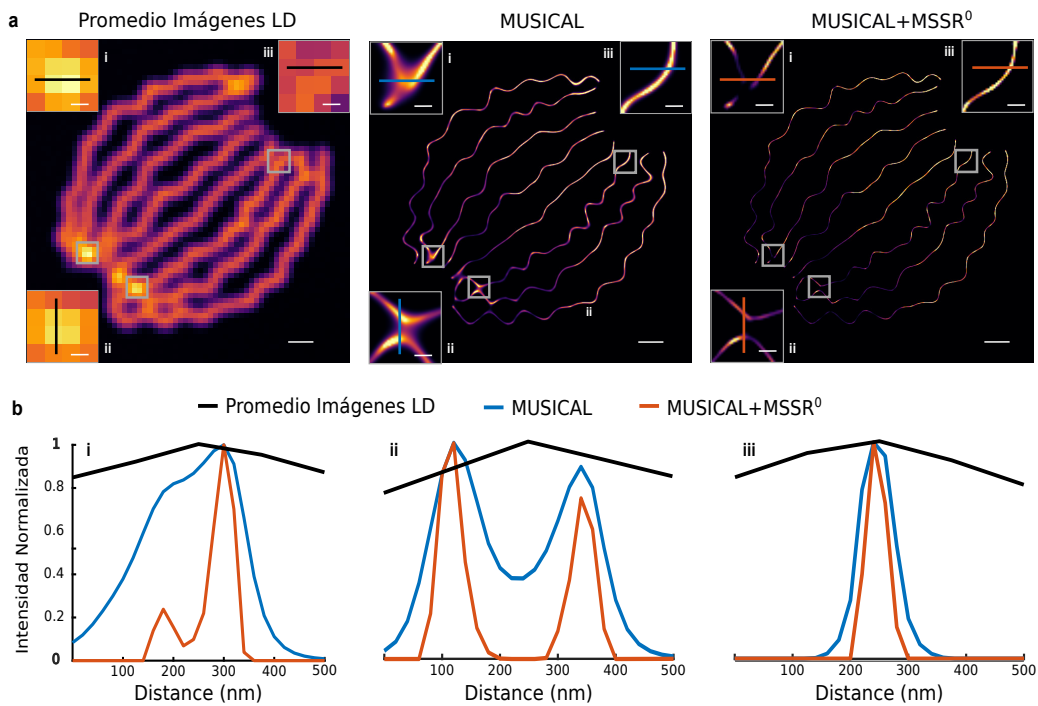 a
Promedio Imágenes LD
MUSICAL
MUSICAL+MSSR⁰
i
iii
ii
i
iii
ii
ii
i
iii
ii
b
Promedio Imágenes LD
MUSICAL
MUSICAL+MSSR⁰
Intensidad Normalizada
1
0.8
0.6
0.4
0.2
0
i
100
200
300
400
500
Distance (nm)
ii
100
200
300
400
500
Distance (nm)
iii
100
200
300
400
500
Distance (nm)